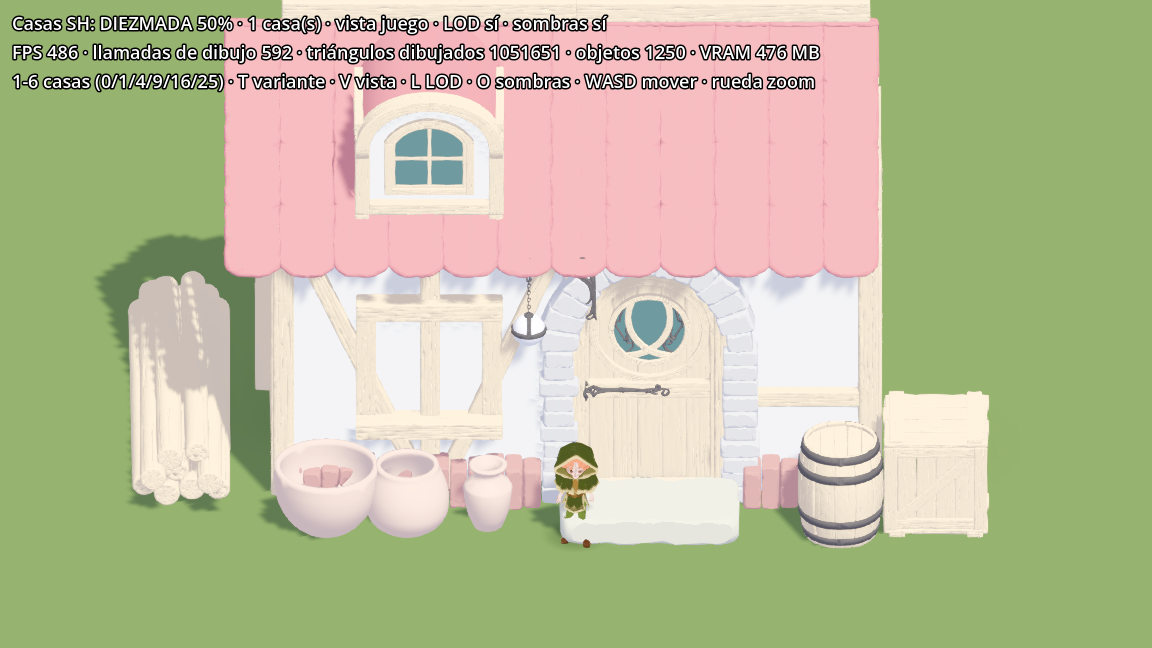 Casas SH: DIEZMADA 50% · 1 casa(s) · vista juego · LOD sí · sombras sí
FPS 486 · llamadas de dibujo 592 · triángulos dibujados 1051651 · objetos 1250 · VRAM 476 MB
1-6 casas (0/1/4/9/16/25) · T variante · V vista · L LOD · O sombras · WASD mover · rueda zoom